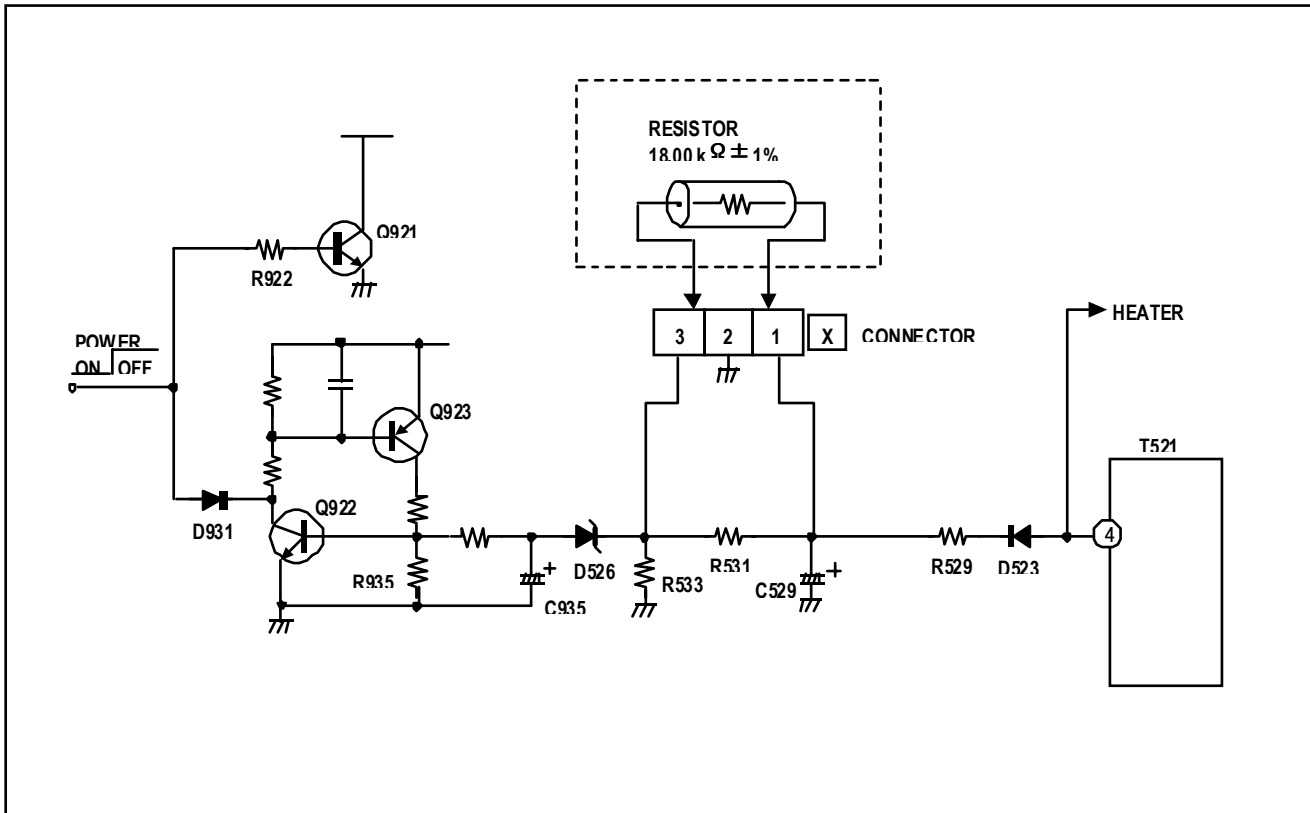 RESISTOR
18.00 k Ω ± 1%
Q921
R922
3 2 1 X CONNECTOR
HEATER
POWER
ON OFF
Q923
T521
4
D931
Q922
R935
C935
D526
R533
R531
C529
R529
D523
+
+